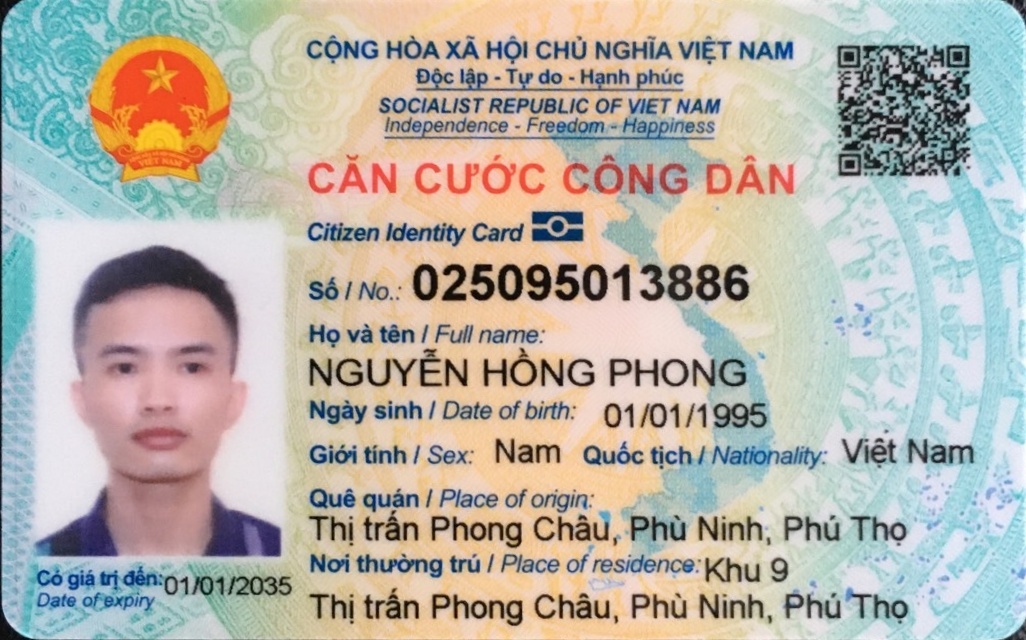 CỘNG HÒA XÃ HỘI CHỦ NGHĨA VIỆT NAM
Độc lập - Tự do - Hạnh phúc
SOCIALIST REPUBLIC OF VIET NAM
Independence - Freedom - Happiness
VIỆT NAM
CĂN CƯỚC CÔNG DÂN
Citizen Identity Card
Số / No.: 025095013886
Họ và tên / Full name:
NGUYỄN HỒNG PHONG
Ngày sinh / Date of birth: 01/01/1995
Giới tính / Sex: Nam Quốc tịch / Nationality: Việt Nam
Quê quán / Place of origin:
Thị trấn Phong Châu, Phù Ninh, Phú Thọ
Nơi thường trú / Place of residence: Khu 9
Thị trấn Phong Châu, Phù Ninh, Phú Thọ
Có giá trị đến: 01/01/2035
Date of expiry